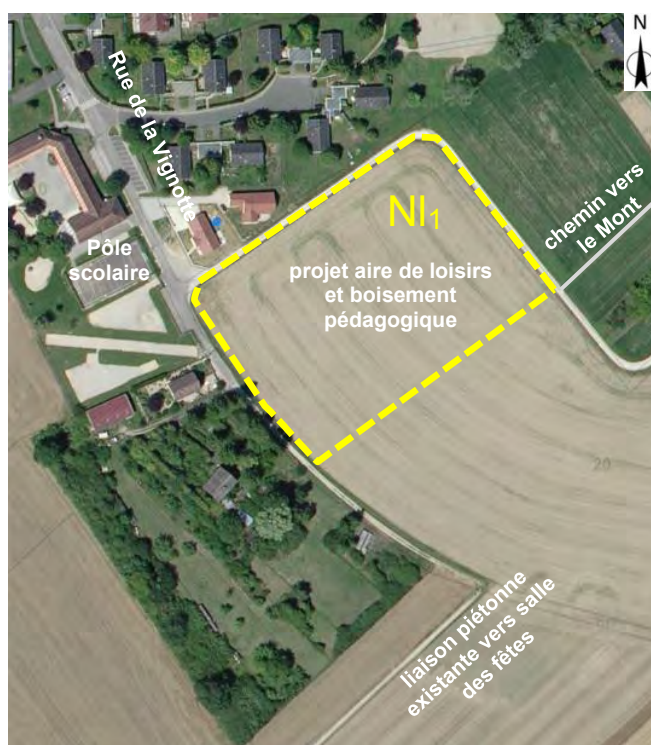 N
Rue de la Vignotte
Nl₁
chemin vers
le Mont
Pôle
scolaire
projet aire de loisirs
et boisement
pédagogique
20
liaison piétonne
existante vers salle
des fêtes